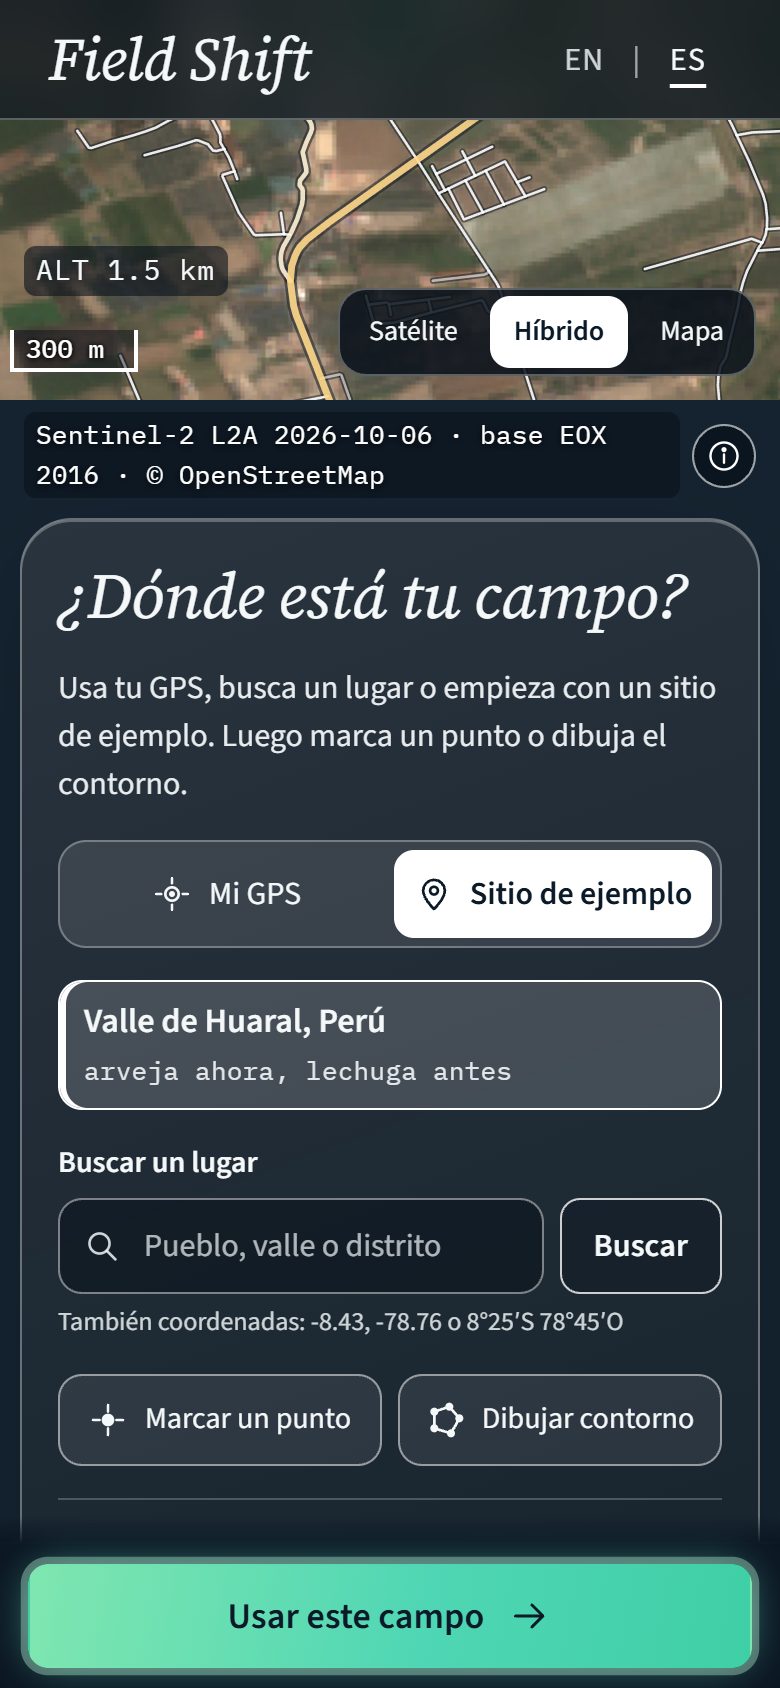 Field Shift
EN | ES
ALT 1.5 km
300 m
Satélite
Híbrido
Mapa
Sentinel-2 L2A 2026-10-06 · base EOX
2016 · © OpenStreetMap
¿Dónde está tu campo?
Usa tu GPS, busca un lugar o empieza con un sitio
de ejemplo. Luego marca un punto o dibuja el
contorno.
Mi GPS
Sitio de ejemplo
Valle de Huaral, Perú
arveja ahora, lechuga antes
Buscar un lugar
Pueblo, valle o distrito
Buscar
También coordenadas: -8.43, -78.76 o 8°25′S 78°45′O
Marcar un punto
Dibujar contorno
Usar este campo →